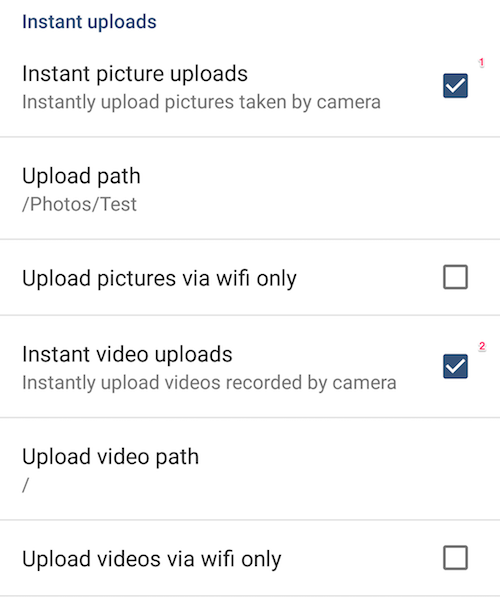 Instant uploads
Instant picture uploads
1
Instantly upload pictures taken by camera
Upload path
/Photos/Test
Upload pictures via wifi only
Instant video uploads
2
Instantly upload videos recorded by camera
Upload video path
/
Upload videos via wifi only